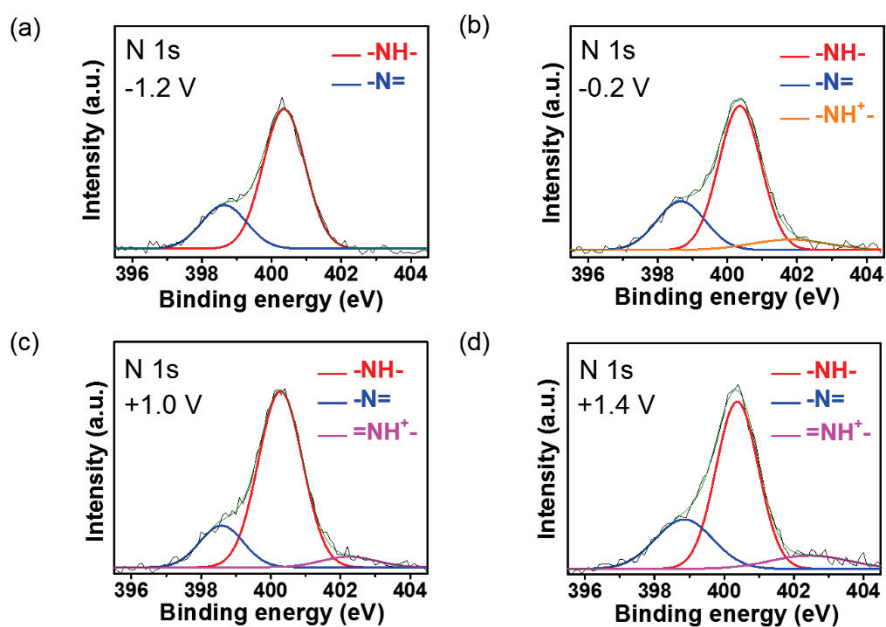 (a)
N 1s
-1.2 V
-NH-
-N=
Intensity (a.u.)
396 398 400 402 404
Binding energy (eV)
(b)
N 1s
-0.2 V
-NH-
-N=
-NH⁺-
Intensity (a.u.)
396 398 400 402 404
Binding energy (eV)
(c)
N 1s
+1.0 V
-NH-
-N=
=NH⁺-
Intensity (a.u.)
396 398 400 402 404
Binding energy (eV)
(d)
N 1s
+1.4 V
-NH-
-N=
=NH⁺-
Intensity (a.u.)
396 398 400 402 404
Binding energy (eV)